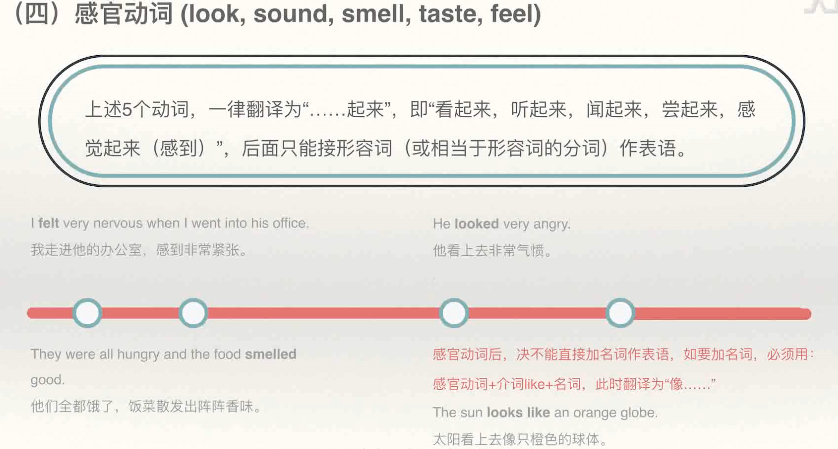 （四）感官动词 (look, sound, smell, taste, feel)
上述5个动词，一律翻译为“……起来”，即“看起来，听起来，闻起来，尝起来，感
觉起来（感到）”，后面只能接形容词（或相当于形容词的分词）作表语。
I felt very nervous when I went into his office.
我走进他的办公室，感到非常紧张。
He looked very angry.
他看上去非常气愤。
They were all hungry and the food smelled
good.
他们全都饿了，饭菜散发出阵阵香味。
感官动词后，决不能直接加名词作表语，如要加名词，必须用：
感官动词+介词like+名词，此时翻译为“像……”
The sun looks like an orange globe.
太阳看上去像只橙色的球体。